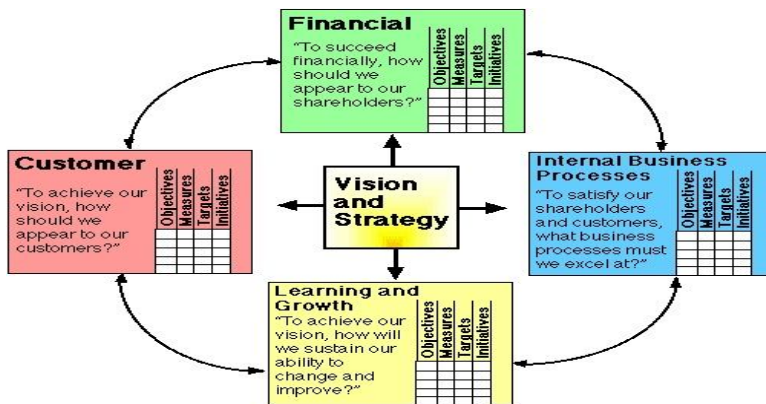 Financial
"To succeed
financially, how
should we
appear to our
shareholders?"
Objectives
Measures
Targets
Initiatives
Customer
"To achieve our
vision, how
should we
appear to our
customers?"
Objectives
Measures
Targets
Initiatives
Vision
and
Strategy
Internal Business
Processes
"To satisfy our
shareholders
and customers,
what business
processes must
we excel at?"
Objectives
Measures
Targets
Initiatives
Learning and
Growth
"To achieve our
vision, how will
we sustain our
ability to
change and
improve?"
Objectives
Measures
Targets
Initiatives